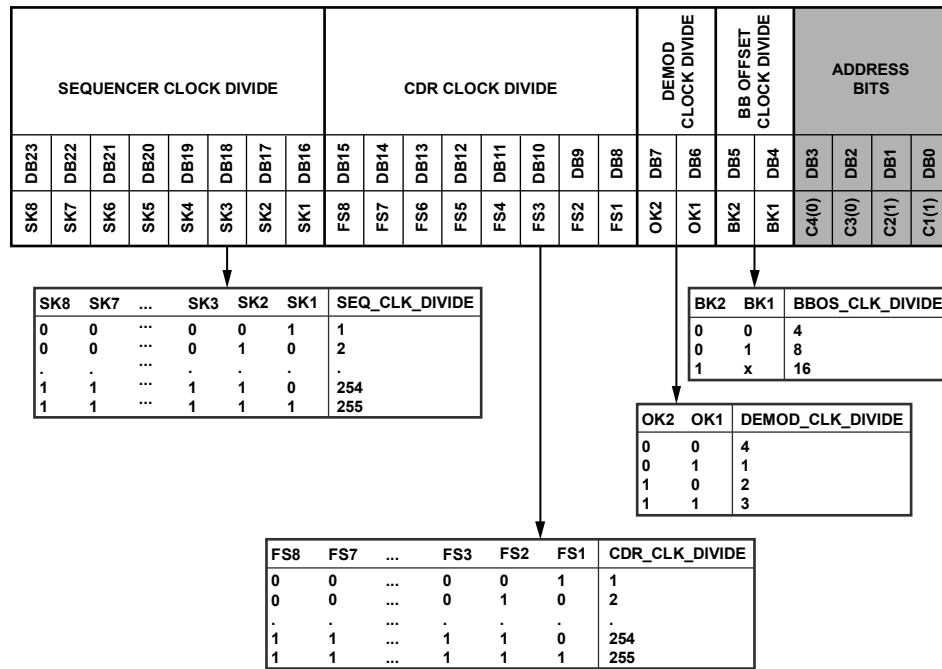 SEQUENCER CLOCK DIVIDE
CDR CLOCK DIVIDE
DEMOD
CLOCK DIVIDE
BB OFFSET
CLOCK DIVIDE
ADDRESS
BITS
DB23 DB22 DB21 DB20 DB19 DB18 DB17 DB16 DB15 DB14 DB13 DB12 DB11 DB10 DB9 DB8 DB7 DB6 DB5 DB4 DB3 DB2 DB1 DB0
SK8 SK7 SK6 SK5 SK4 SK3 SK2 SK1 FS8 FS7 FS6 FS5 FS4 FS3 FS2 FS1 OK2 OK1 BK2 BK1 C4(0) C3(0) C2(1) C1(1)
SK8 SK7 ... SK3 SK2 SK1 SEQ_CLK_DIVIDE
0 0 ... 0 0 1 1
0 0 ... 0 1 0 2
. . ... . . . .
1 1 ... 1 1 0 254
1 1 ... 1 1 1 255
BK2 BK1 BBOS_CLK_DIVIDE
0 0 4
0 1 8
1 x 16
OK2 OK1 DEMOD_CLK_DIVIDE
0 0 4
0 1 1
1 0 2
1 1 3
FS8 FS7 ... FS3 FS2 FS1 CDR_CLK_DIVIDE
0 0 ... 0 0 1 1
0 0 ... 0 1 0 2
. . ... . . . .
1 1 ... 1 1 0 254
1 1 ... 1 1 1 255